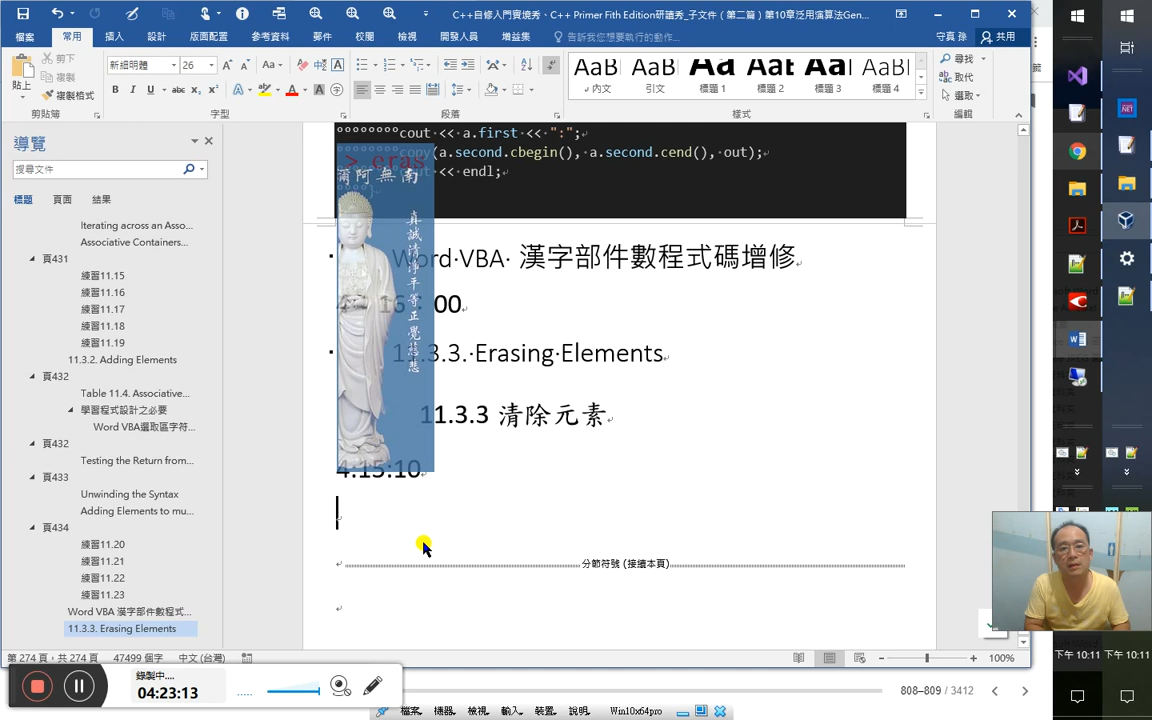 C++自修入門實境秀、C++ Primer Fith Edition研讀秀_子文件（第二篇）第10章泛用演算法Gen...
檔案 常用 插入 設計 版面配置 參考資料 郵件 校閱 檢視 開發人員 增益集 告訴我您想要執行的動作... 守真 孫 共用
貼上
剪下
複製
複製格式
剪貼簿
新細明體 26
字型
段落
AaB AaB AaB AaB AaB AaBl
內文 引文 標題 1 標題 2 標題 3 標題 4
樣式
尋找
取代
選取
編輯
導覽
搜尋文件
標題 頁面 結果
Iterating across an Asso...
Associative Containers...
頁431
練習11.15
練習11.16
練習11.17
練習11.18
練習11.19
11.3.2. Adding Elements
頁432
Table 11.4. Associative...
學習程式設計之必要
Word VBA選取區字符...
頁432
Testing the Return from...
頁433
Unwinding the Syntax
Adding Elements to mu...
頁434
練習11.20
練習11.21
練習11.22
練習11.23
Word VBA 漢字部件數程式...
11.3.3. Erasing Elements
cout << a.first << ":";
copy(a.second.cbegin(), a.second.cend(), out);
cout << endl;
> eras
爾阿無南
真誠清淨平等正覺慈悲
Word VBA 漢字部件數程式碼增修
11.3.3. Erasing Elements
11.3.3 清除元素
4:15:10
分節符號 (接續本頁)
第 274 頁，共 274 頁 47499 個字 中文 (台灣) 100%
錄製中....
04:23:13
808–809 / 3412
檔案 機器 檢視 輸入 裝置 說明 Win10x64pro
下午 10:11 下午 10:11